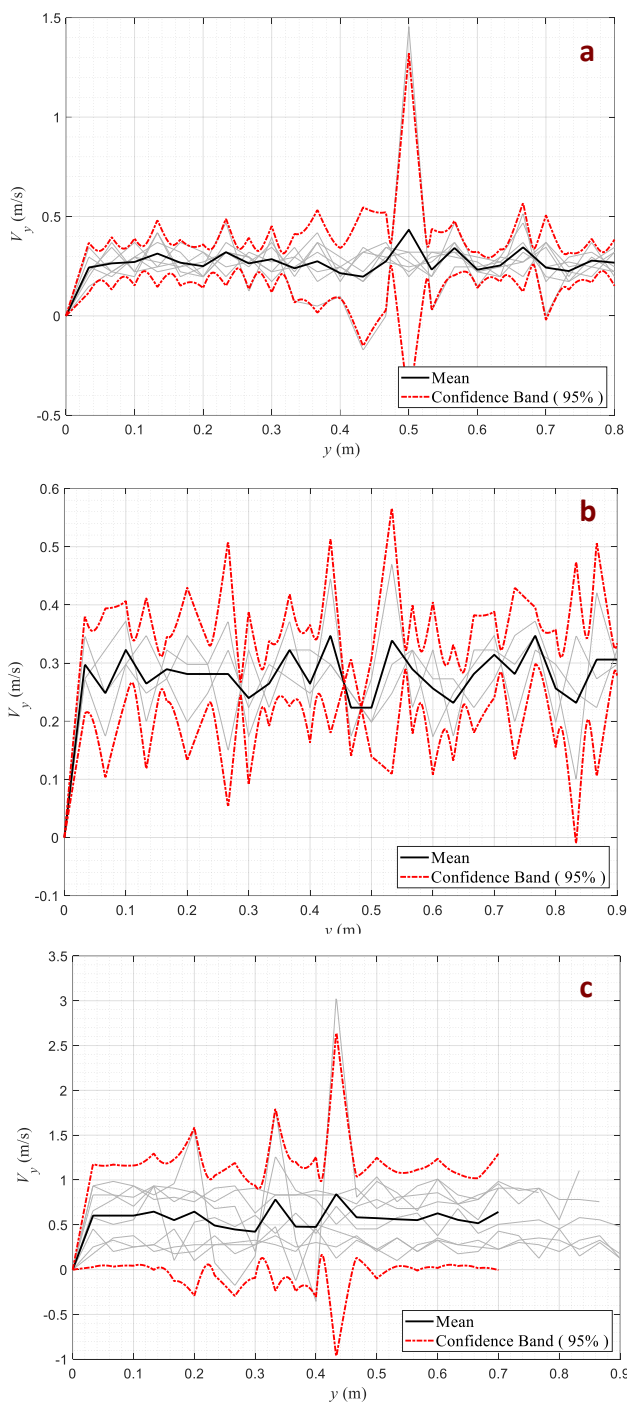 a
1.5
1
0.5
0
-0.5
V_y (m/s)
0 0.1 0.2 0.3 0.4 0.5 0.6 0.7 0.8
y (m)
Mean
Confidence Band ( 95% )
b
0.6
0.5
0.4
0.3
0.2
0.1
0
-0.1
V_y (m/s)
0 0.1 0.2 0.3 0.4 0.5 0.6 0.7 0.8 0.9
y (m)
Mean
Confidence Band ( 95% )
c
3.5
3
2.5
2
1.5
1
0.5
0
-0.5
-1
V_y (m/s)
0 0.1 0.2 0.3 0.4 0.5 0.6 0.7 0.8 0.9
y (m)
Mean
Confidence Band ( 95% )